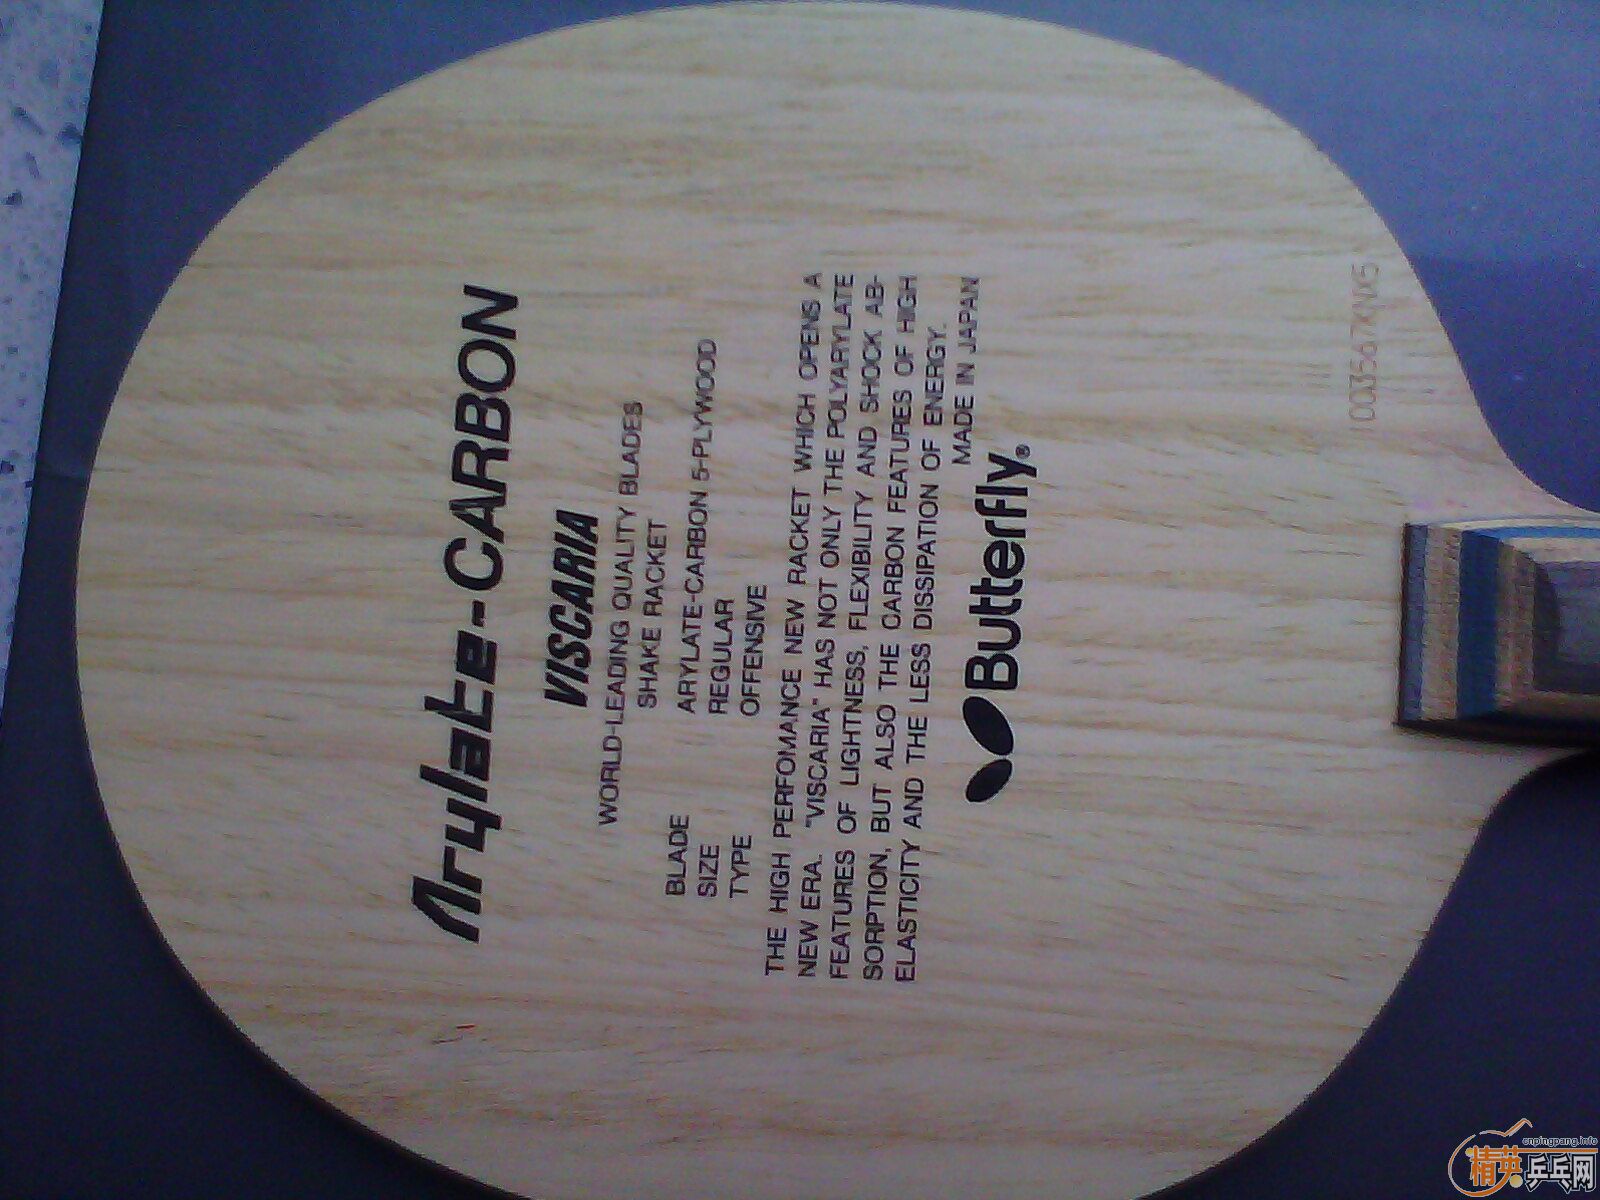 Arylate-CARBON
VISCARIA
WORLD-LEADING QUALITY BLADES
SHAKE RACKET
BLADE ARYLATE-CARBON 5-PLYWOOD
SIZE REGULAR
TYPE OFFENSIVE
THE HIGH PERFOMANCE NEW RACKET WHICH OPENS A
NEW ERA. "VISCARIA" HAS NOT ONLY THE POLYARYLATE
FEATURES OF LIGHTNESS, FLEXIBILITY AND SHOCK AB-
SORPTION, BUT ALSO THE CARBON FEATURES OF HIGH
ELASTICITY AND THE LESS DISSIPATION OF ENERGY.
MADE IN JAPAN
Butterfly®
cnpingpang.info
精英乒乓网